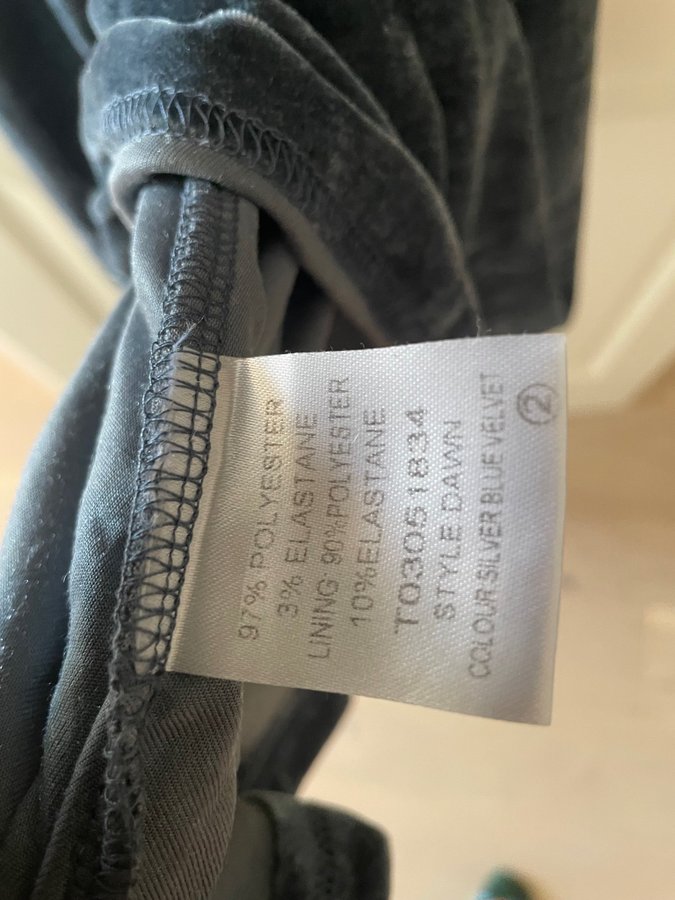 97% POLYESTER
3% ELASTANE
LINING 90%POLYESTER
10%ELASTANE
TO3051834
STYLE DAWN
COLOUR SILVER BLUE VELVET
2